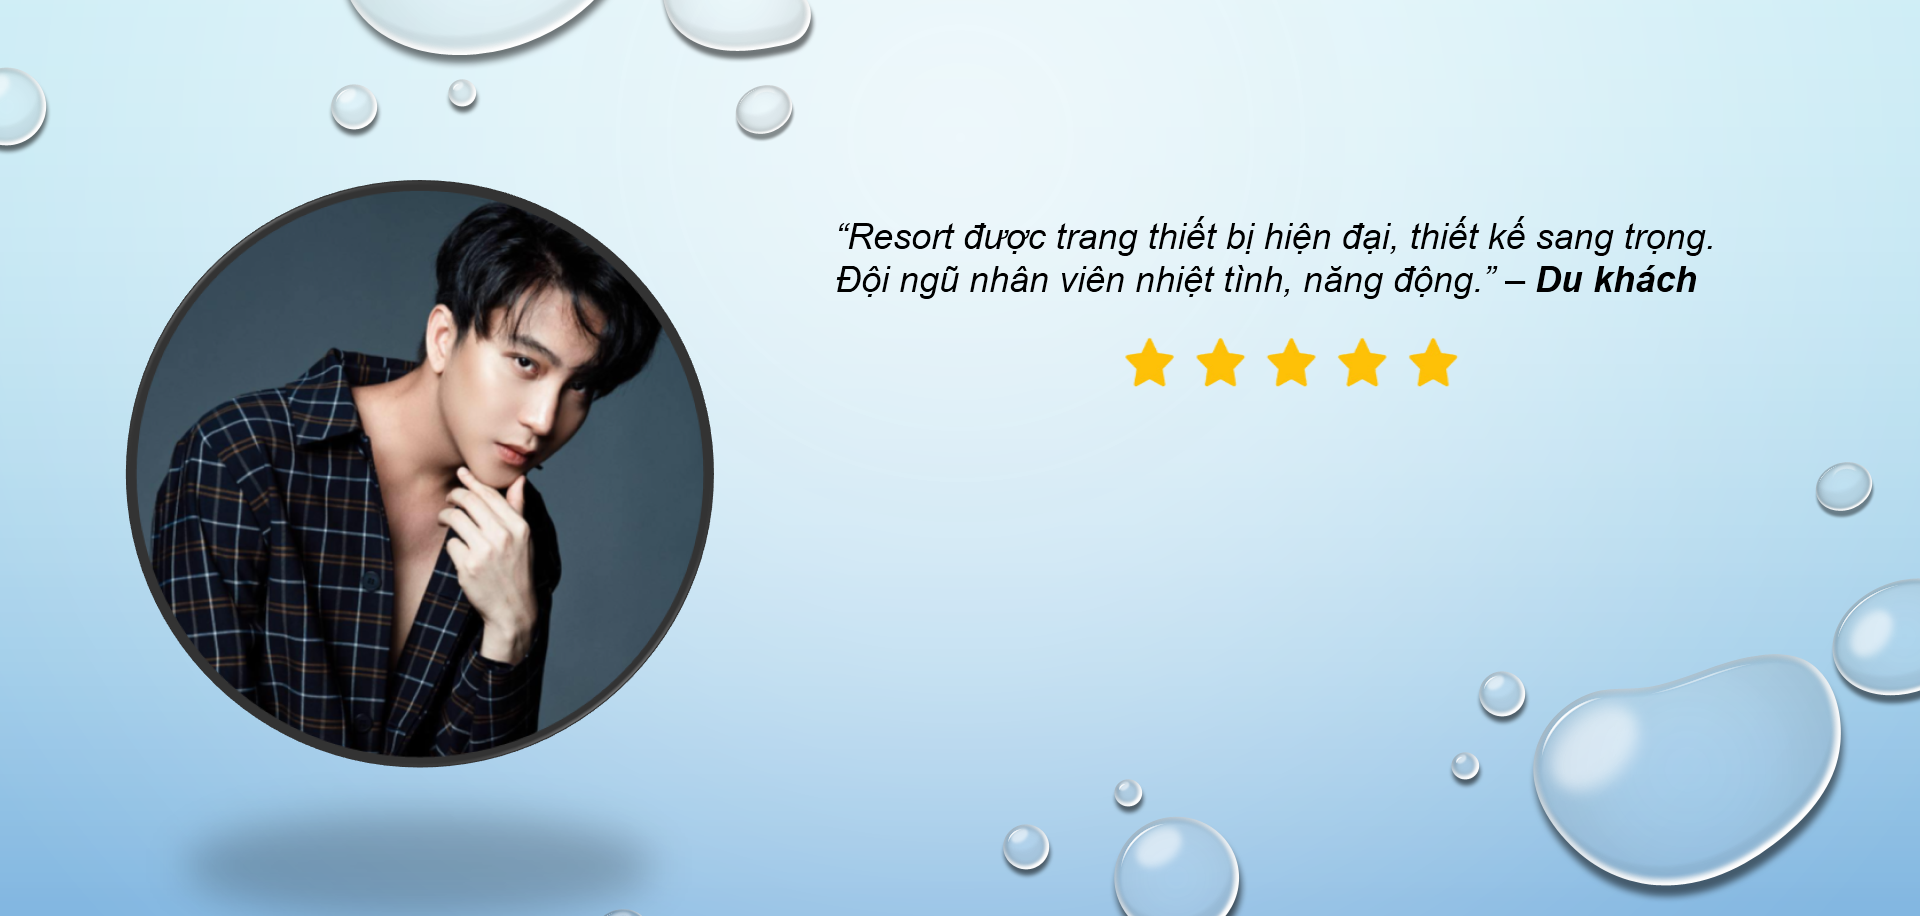 “Resort được trang thiết bị hiện đại, thiết kế sang trọng.
Đội ngũ nhân viên nhiệt tình, năng động.” – Du khách